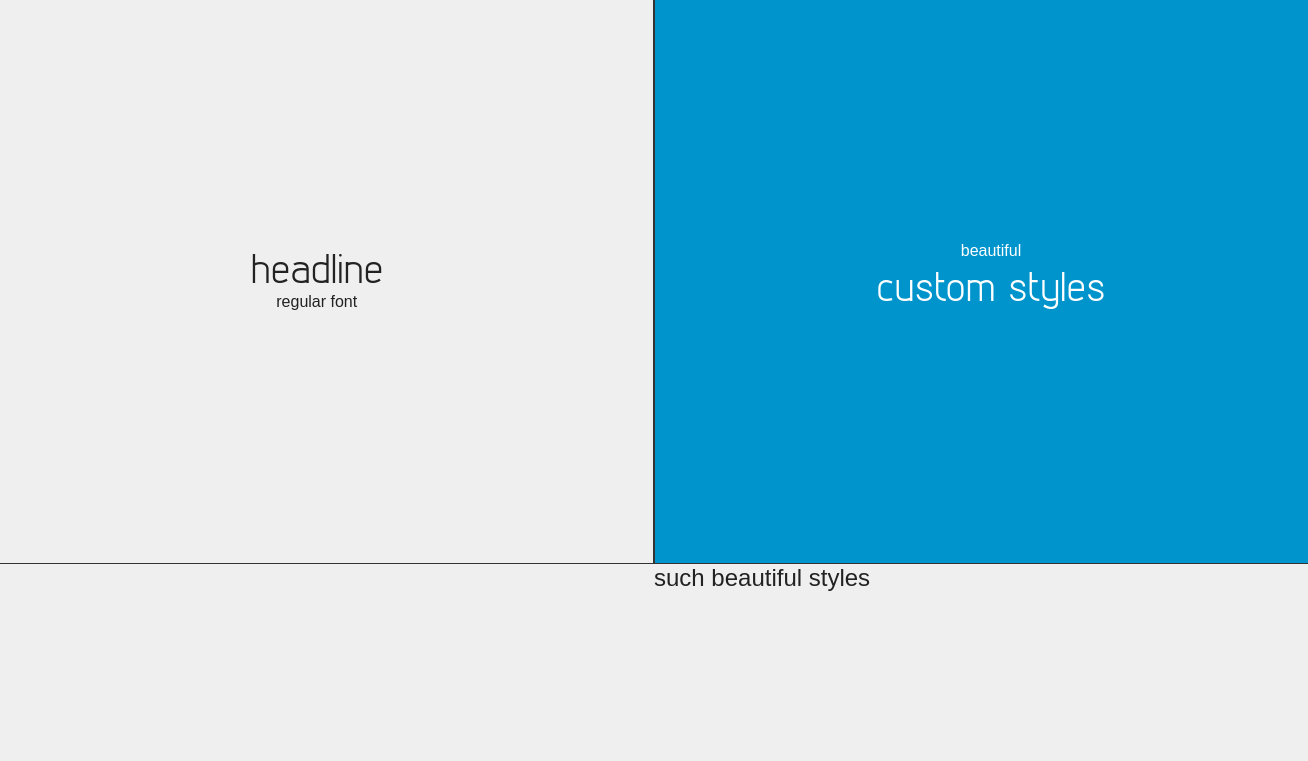 headline
regular font
beautiful
custom styles
such beautiful styles